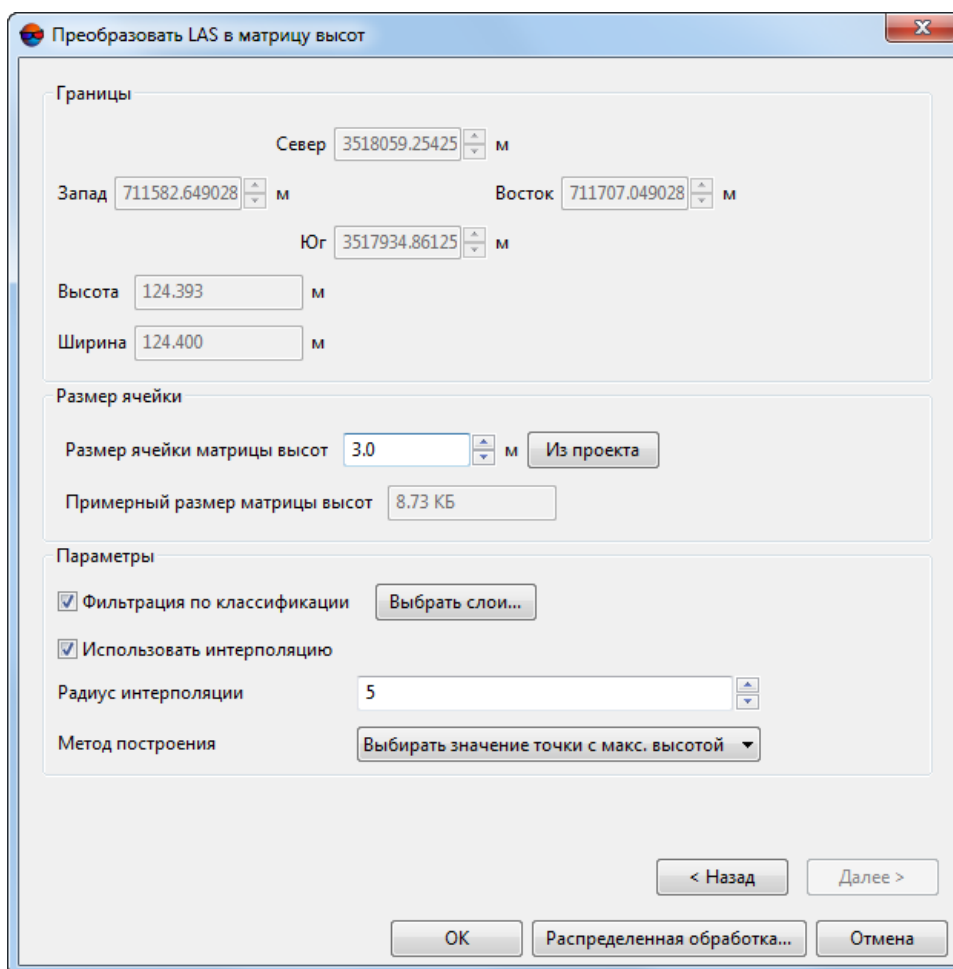 Преобразовать LAS в матрицу высот
Границы
Север 3518059.25425 м
Запад 711582.649028 м Восток 711707.049028 м
Юг 3517934.86125 м
Высота 124.393 м
Ширина 124.400 м
Размер ячейки
Размер ячейки матрицы высот 3.0 м Из проекта
Примерный размер матрицы высот 8.73 КБ
Параметры
Фильтрация по классификации Выбрать слои...
Использовать интерполяцию
Радиус интерполяции 5
Метод построения Выбирать значение точки с макс. высотой
< Назад Далее >
OK Распределенная обработка... Отмена